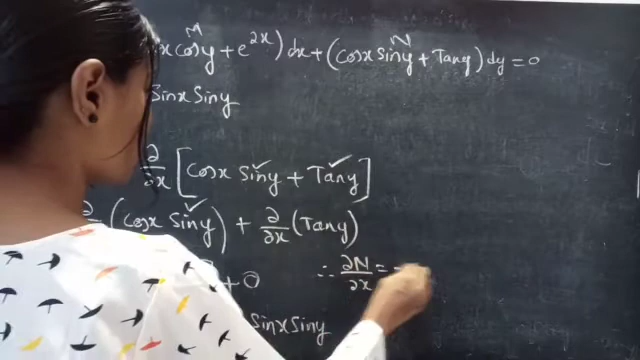 M N
x cosy + e^2x) dx + (cosx siny + Tany) dy = 0
sinx siny
∂/∂x [cosx siny + Tany]
(cosx siny) + ∂/∂x (Tany)
+ 0 ∴ ∂N/∂x = -
sinx siny